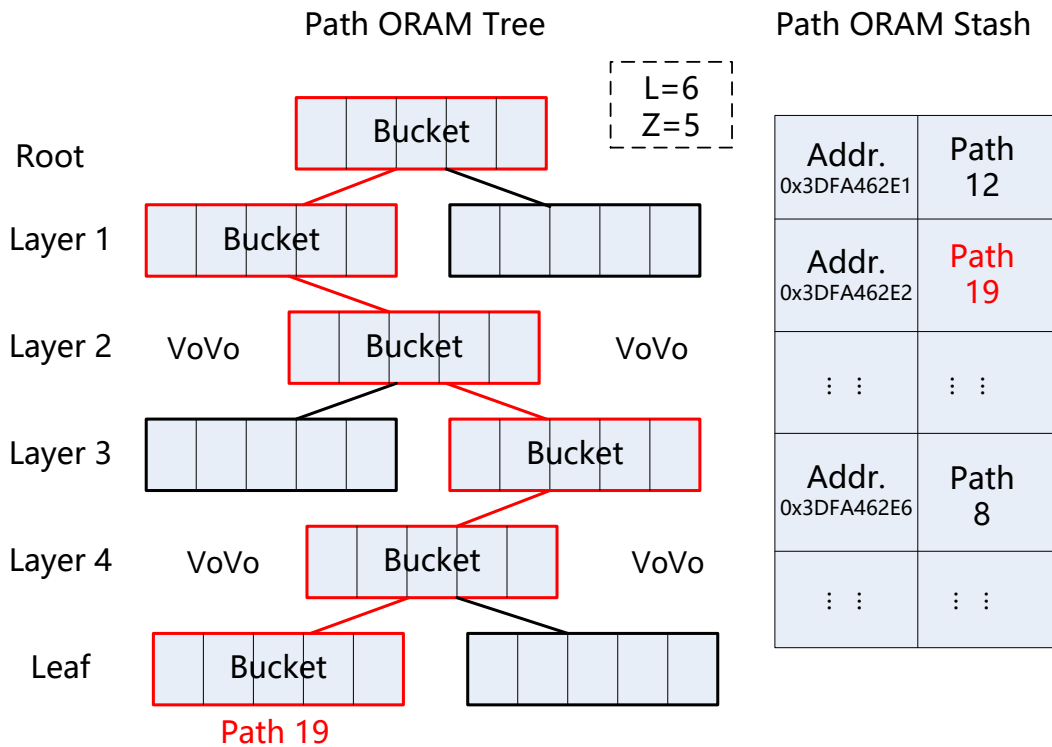 Path ORAM Tree
Path ORAM Stash
L=6
Z=5
Root
Bucket
Layer 1
Bucket
Layer 2
VoVo
Bucket
VoVo
Layer 3
Bucket
Layer 4
VoVo
Bucket
VoVo
Leaf
Bucket
Path 19
Addr.
0x3DFA462E1
Path
12
Addr.
0x3DFA462E2
Path
19
⋮ ⋮
⋮ ⋮
Addr.
0x3DFA462E6
Path
8
⋮ ⋮
⋮ ⋮